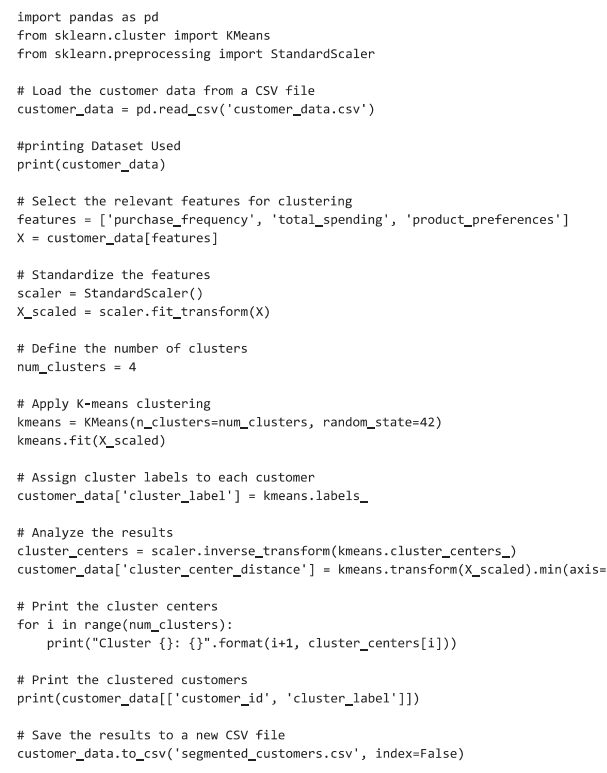 import pandas as pd
from sklearn.cluster import KMeans
from sklearn.preprocessing import StandardScaler
# Load the customer data from a CSV file
customer_data = pd.read_csv('customer_data.csv')
#printing Dataset Used
print(customer_data)
# Select the relevant features for clustering
features = ['purchase_frequency', 'total_spending', 'product_preferences']
X = customer_data[features]
# Standardize the features
scaler = StandardScaler()
X_scaled = scaler.fit_transform(X)
# Define the number of clusters
num_clusters = 4
# Apply K-means clustering
kmeans = KMeans(n_clusters=num_clusters, random_state=42)
kmeans.fit(X_scaled)
# Assign cluster labels to each customer
customer_data['cluster_label'] = kmeans.labels_
# Analyze the results
cluster_centers = scaler.inverse_transform(kmeans.cluster_centers_)
customer_data['cluster_center_distance'] = kmeans.transform(X_scaled).min(axis=
# Print the cluster centers
for i in range(num_clusters):
    print("Cluster {}: {}".format(i+1, cluster_centers[i]))
# Print the clustered customers
print(customer_data[['customer_id', 'cluster_label']])
# Save the results to a new CSV file
customer_data.to_csv('segmented_customers.csv', index=False)